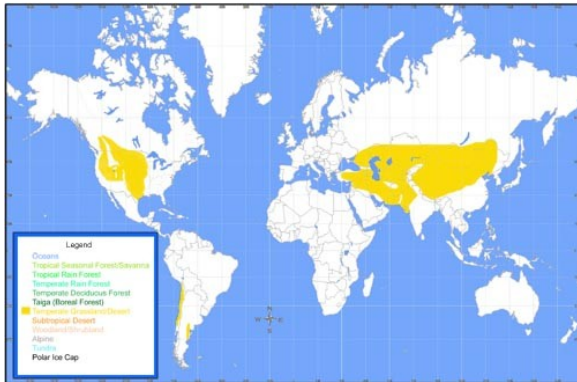 Legend
Oceans
Tropical Seasonal Forest/Savanna
Tropical Rain Forest
Temperate Rain Forest
Temperate Deciduous Forest
Taiga (Boreal Forest)
Temperate Grassland/Desert
Subtropical Desert
Woodland/Shrubland
Alpine
Tundra
Polar Ice Cap